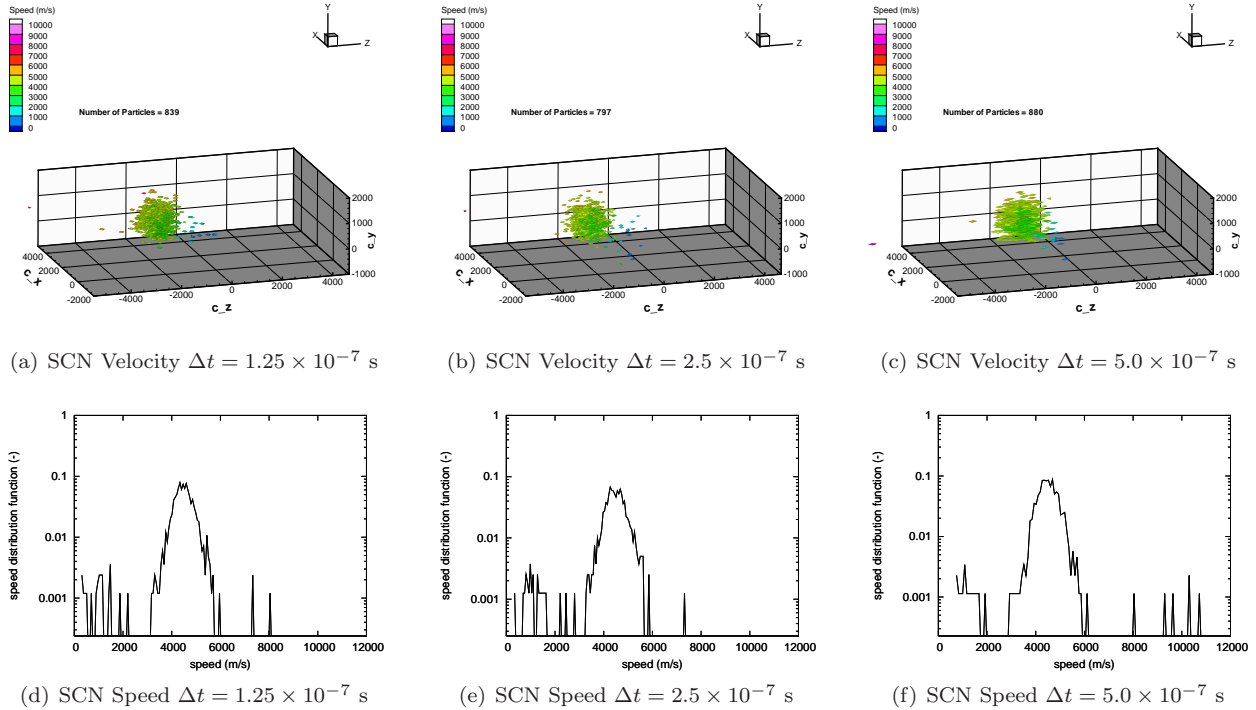 Speed (m/s)
10000
9000
8000
7000
6000
5000
4000
3000
2000
1000
0
Y
X
Z
Number of Particles = 839
2000
1000
0
-1000
c_y
4000
2000
0
-2000
c_x
-4000
-2000
0
2000
4000
c_z
(a) SCN Velocity Δt = 1.25 × 10⁻⁷ s
Speed (m/s)
10000
9000
8000
7000
6000
5000
4000
3000
2000
1000
0
Y
X
Z
Number of Particles = 797
2000
1000
0
-1000
c_y
4000
2000
0
-2000
c_x
-4000
-2000
0
2000
4000
c_z
(b) SCN Velocity Δt = 2.5 × 10⁻⁷ s
Speed (m/s)
10000
9000
8000
7000
6000
5000
4000
3000
2000
1000
0
Y
X
Z
Number of Particles = 880
2000
1000
0
-1000
c_y
4000
2000
0
-2000
c_x
-4000
-2000
0
2000
4000
c_z
(c) SCN Velocity Δt = 5.0 × 10⁻⁷ s
speed distribution function (-)
1
0.1
0.01
0.001
0 2000 4000 6000 8000 10000 12000
speed (m/s)
(d) SCN Speed Δt = 1.25 × 10⁻⁷ s
speed distribution function (-)
1
0.1
0.01
0.001
0 2000 4000 6000 8000 10000 12000
speed (m/s)
(e) SCN Speed Δt = 2.5 × 10⁻⁷ s
speed distribution function (-)
1
0.1
0.01
0.001
0 2000 4000 6000 8000 10000 12000
speed (m/s)
(f) SCN Speed Δt = 5.0 × 10⁻⁷ s